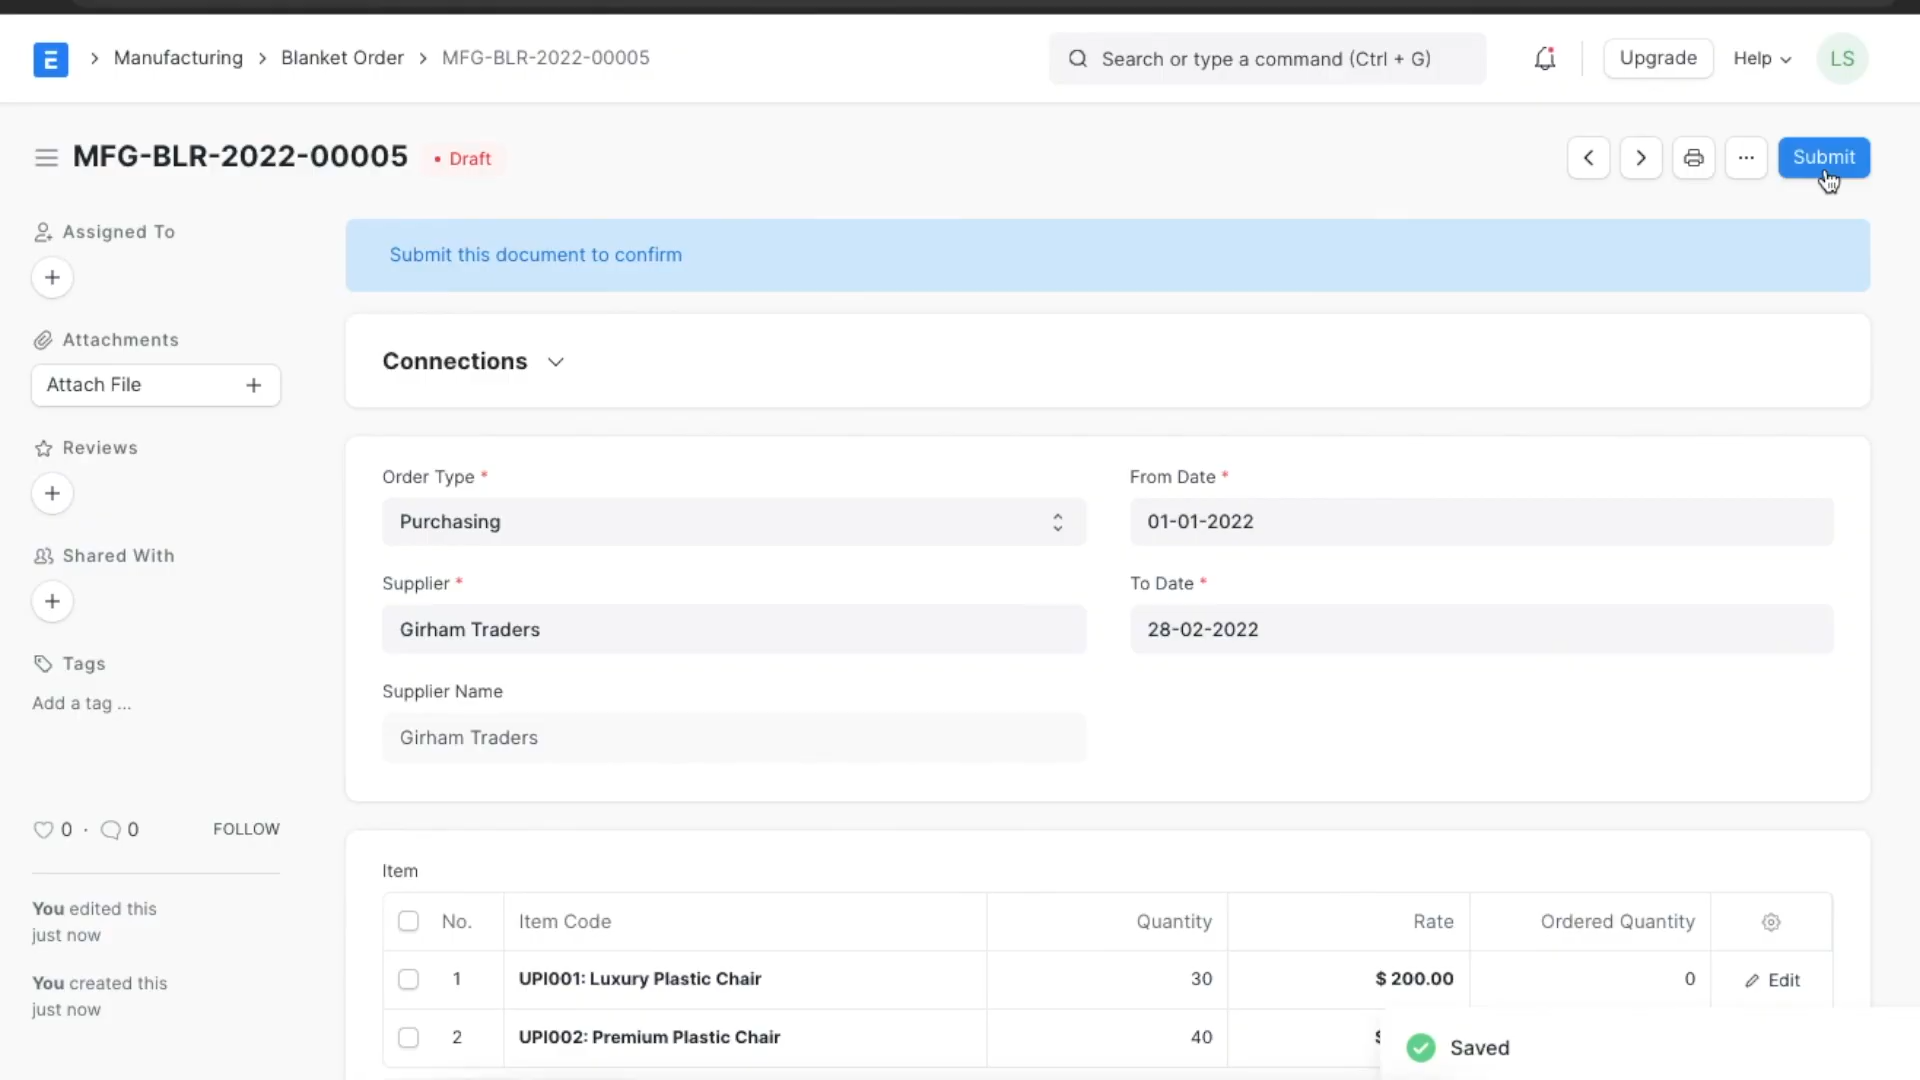 E > Manufacturing > Blanket Order > MFG-BLR-2022-00005
Search or type a command (Ctrl + G)
Upgrade
Help
LS
MFG-BLR-2022-00005
• Draft
Submit
Assigned To
+
Attachments
Attach File +
Reviews
+
Shared With
+
Tags
Add a tag ...
0 · 0 FOLLOW
You edited this
just now
You created this
just now
Submit this document to confirm
Connections
Order Type *
Purchasing
From Date *
01-01-2022
Supplier *
Girham Traders
To Date *
28-02-2022
Supplier Name
Girham Traders
Item
No. Item Code Quantity Rate Ordered Quantity
1 UPI001: Luxury Plastic Chair 30 $ 200.00 0 Edit
2 UPI002: Premium Plastic Chair 40
Saved